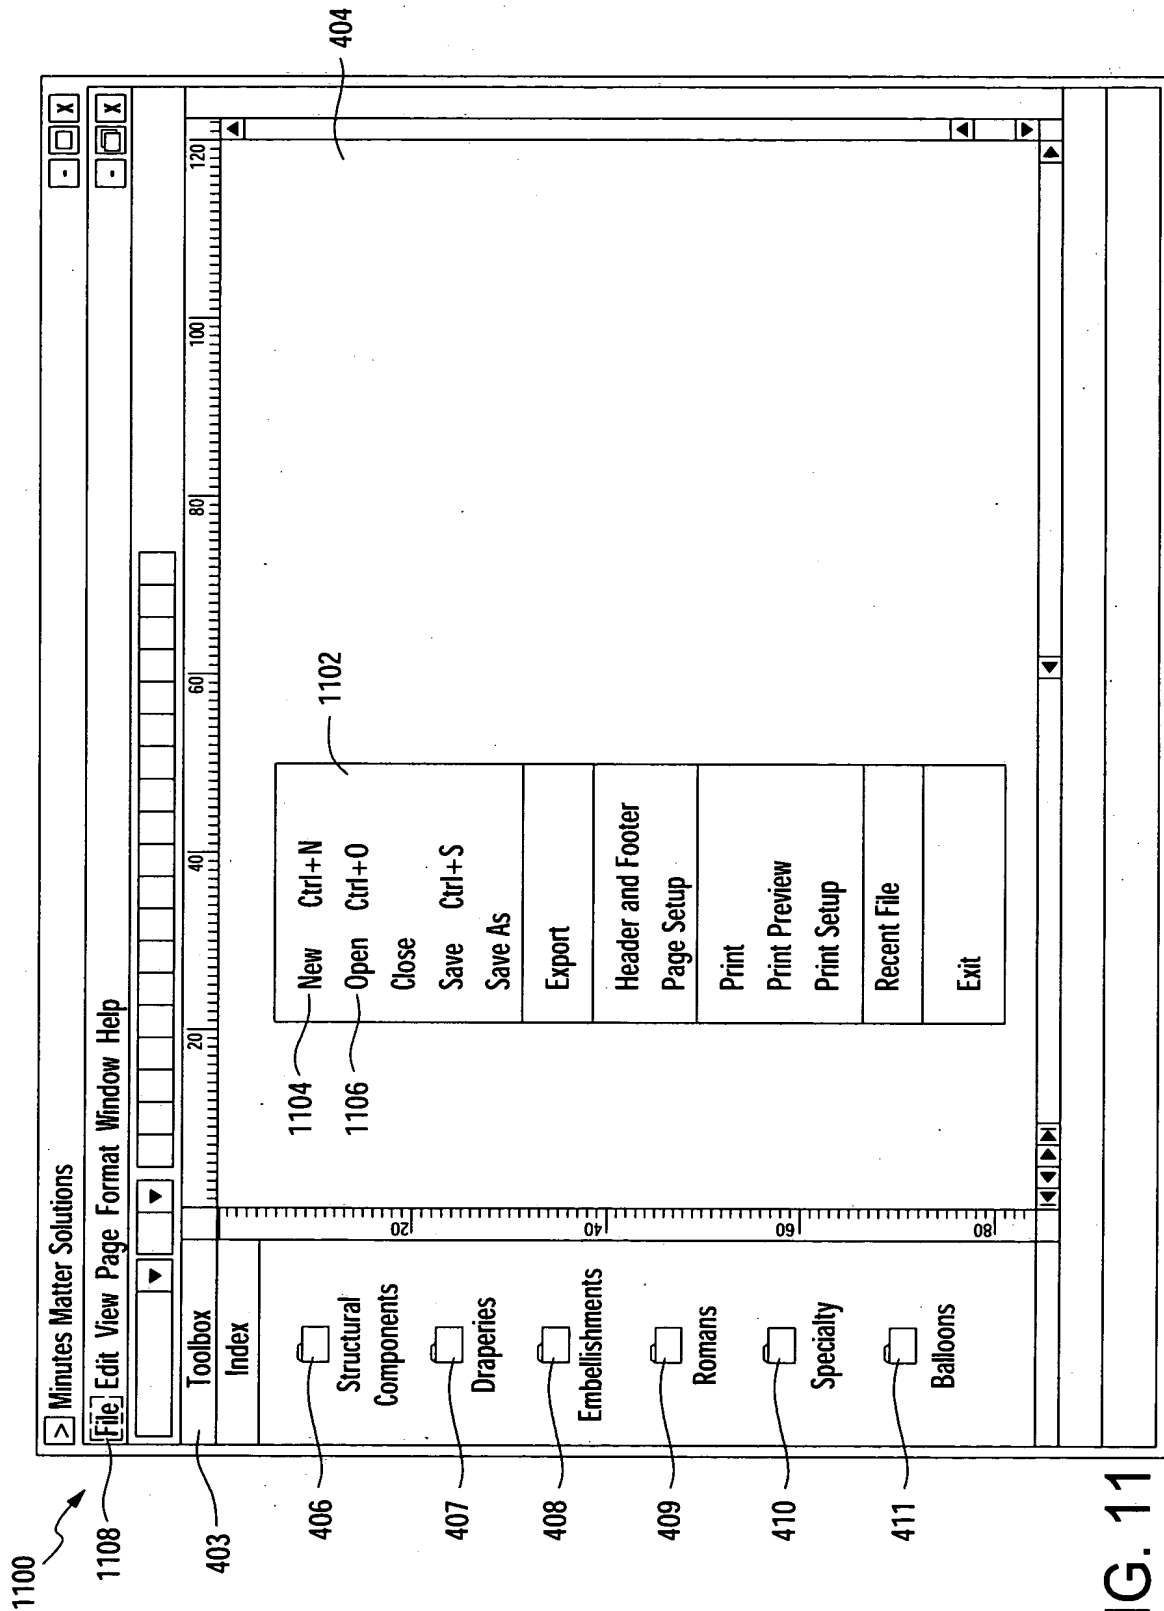 1100
> Minutes Matter Solutions
- X
1108
File Edit View Page Format Window Help
- X
403
Toolbox
Index
20 40 60 80 100 120
20
40
60
80
404
406
Structural
Components
407
Draperies
408
Embellishments
409
Romans
410
Specialty
411
Balloons
1102
1104
New Ctrl+N
1106
Open Ctrl+O
Close
Save Ctrl+S
Save As
Export
Header and Footer
Page Setup
Print
Print Preview
Print Setup
Recent File
Exit
IG. 11